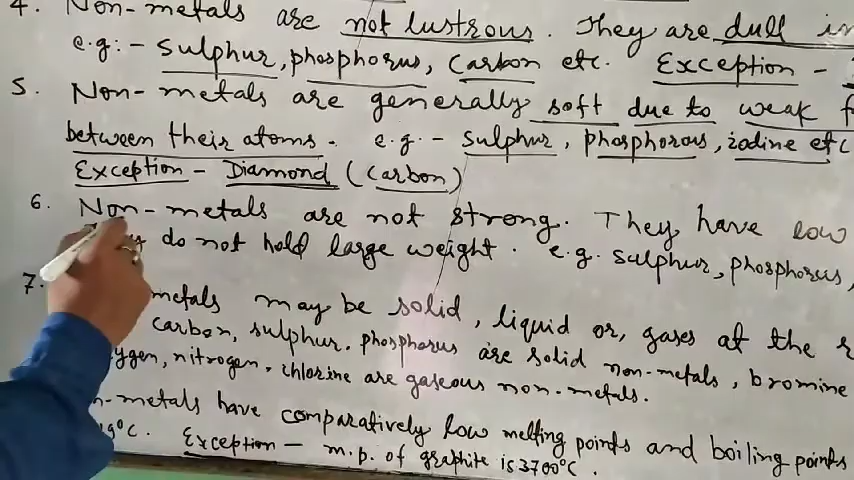 4. Non-metals are not lustrous. They are dull in
e.g:- sulphur, phosphorus, Carbon etc. Exception -
5. Non-metals are generally soft due to weak f
between their atoms. e.g.- sulphur, phosphorous, iodine etc
Exception - Diamond (Carbon)
6. Non-metals are not strong. They have low
do not hold large weight. e.g. sulphur, phosphorus,
7. metals may be solid, liquid or, gases at the r
carbon, sulphur, phosphorus are solid non-metals, bromine
ygen, nitrogen, chlorine are gaseous non-metals.
n-metals have comparatively low melting points and boiling points
9°C. Exception - m.p. of graphite is 3700°C.